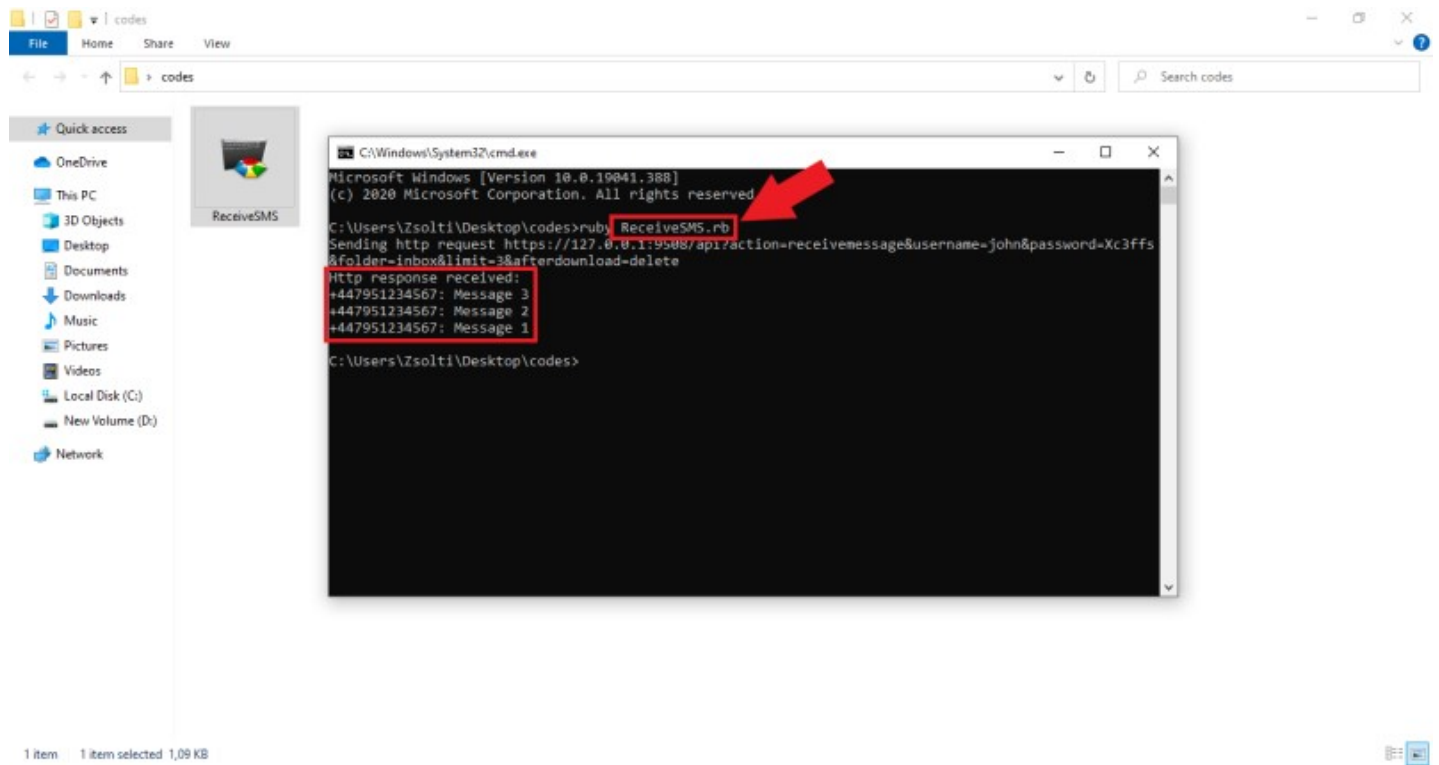 codes
File Home Share View
codes
Search codes
Quick access
OneDrive
This PC
3D Objects
Desktop
Documents
Downloads
Music
Pictures
Videos
Local Disk (C:)
New Volume (D:)
Network
ReceiveSMS
C:\Windows\System32\cmd.exe
Microsoft Windows [Version 10.0.19041.388]
(c) 2020 Microsoft Corporation. All rights reserved
C:\Users\Zsolti\Desktop\codes>ruby ReceiveSMS.rb
Sending http request https://127.0.0.1:9508/api?action=receivemessage&username=john&password=Xc3ffs
&folder=inbox&limit=3&afterdownload=delete
Http response received:
+447951234567: Message 3
+447951234567: Message 2
+447951234567: Message 1
C:\Users\Zsolti\Desktop\codes>
1 item 1 item selected 1,09 KB